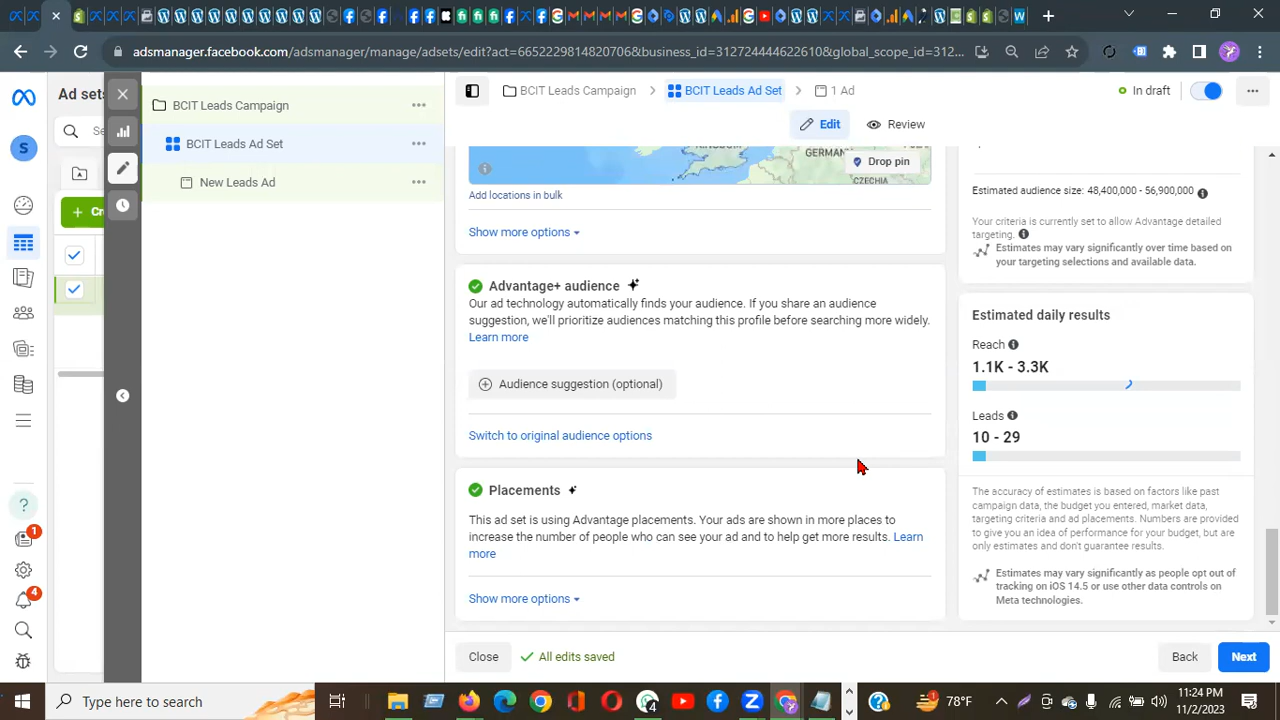 adsmanager.facebook.com/adsmanager/manage/adsets/edit?act=665222981482070 6&business_id=3127244446226610&global_scope_id=312...
Ad sets
BCIT Leads Campaign
BCIT Leads Ad Set
New Leads Ad
BCIT Leads Campaign
BCIT Leads Ad Set
1 Ad
In draft
Edit
Review
GERMANY
CZECHIA
Drop pin
Add locations in bulk
Show more options
Advantage+ audience
Our ad technology automatically finds your audience. If you share an audience
suggestion, we'll prioritize audiences matching this profile before searching more widely.
Learn more
Audience suggestion (optional)
Switch to original audience options
Placements
This ad set is using Advantage placements. Your ads are shown in more places to
increase the number of people who can see your ad and to help get more results. Learn
more
Show more options
Estimated audience size: 48,400,000 - 56,900,000
Your criteria is currently set to allow Advantage detailed
targeting.
Estimates may vary significantly over time based on
your targeting selections and available data.
Estimated daily results
Reach
1.1K - 3.3K
Leads
10 - 29
The accuracy of estimates is based on factors like past
campaign data, the budget you entered, market data,
targeting criteria and ad placements. Numbers are provided
to give you an idea of performance for your budget, but are
only estimates and don't guarantee results.
Estimates may vary significantly as people opt out of
tracking on iOS 14.5 or use other data controls on
Meta technologies.
Close
All edits saved
Back
Next
Type here to search
78°F
11:24 PM
11/2/2023